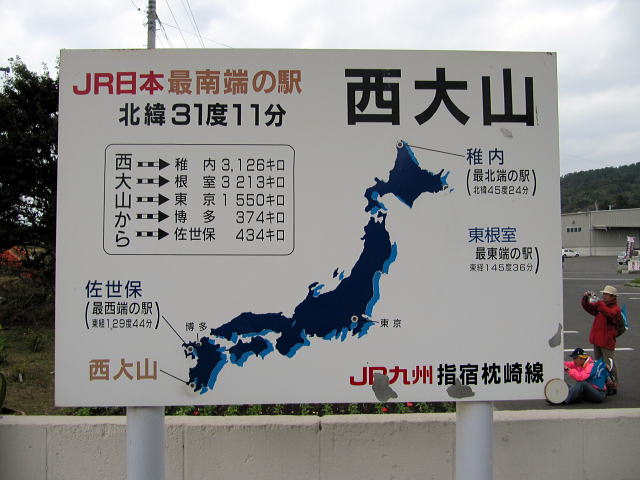 JR日本最南端の駅
北緯31度11分
西大山
西大山から
稚内 3,126キロ
根室 3 213キロ
東京 1 550キロ
博多 374キロ
佐世保 434キロ
稚内
(最北端の駅)
北緯45度24分
東根室
最東端の駅)
東経145度36分
佐世保
(最西端の駅)
東経129度44分
博多
東京
西大山
JR九州 指宿枕崎線